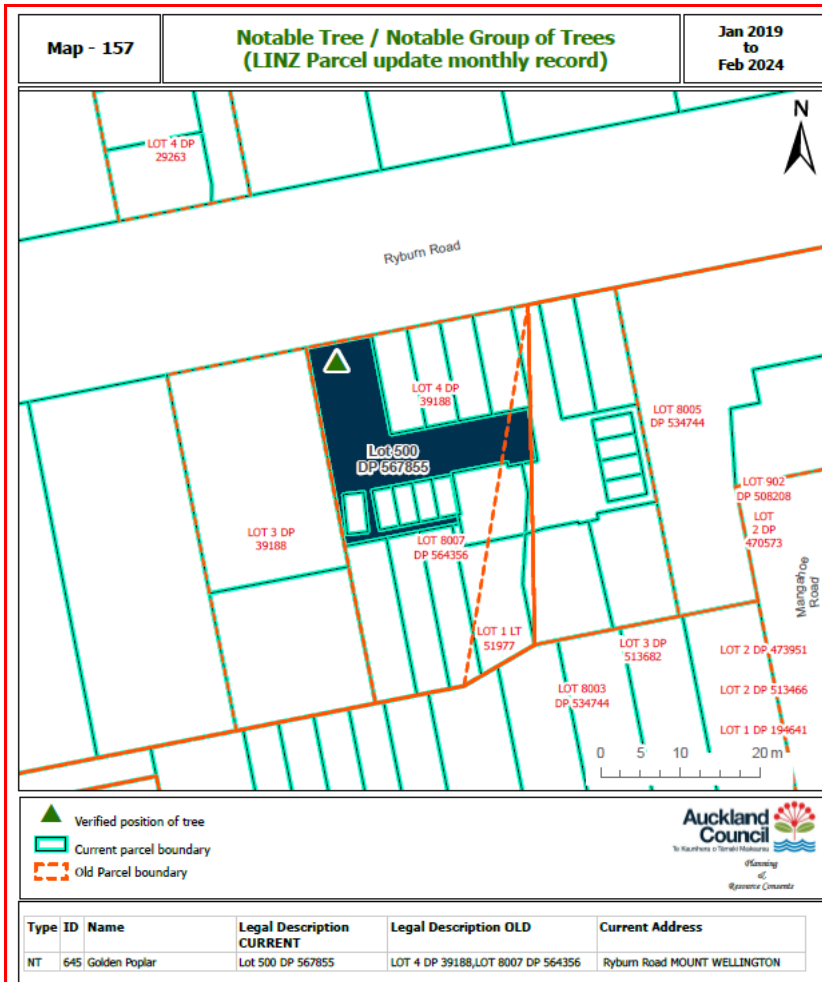 Map - 157
Notable Tree / Notable Group of Trees
(LINZ Parcel update monthly record)
Jan 2019
to
Feb 2024
N
LOT 4 DP
29263
Ryburn Road
LOT 4 DP
39188
LOT 8005
DP 534744
Lot 500
DP 567855
LOT 902
DP 508208
LOT
2 DP
470573
LOT 3 DP
39188
LOT 8007
DP 564356
Mangahoe
Road
LOT 1 LT
51977
LOT 3 DP
513682
LOT 2 DP 473951
LOT 8003
DP 534744
LOT 2 DP 513466
LOT 1 DP 194641
0 5 10 20 m
Verified position of tree
Current parcel boundary
Old Parcel boundary
Auckland
Council
Te Kaunihera o Tāmaki Makaurau
Planning
&
Resource Consents
Type ID Name Legal Description CURRENT Legal Description OLD Current Address
NT 645 Golden Poplar Lot 500 DP 567855 LOT 4 DP 39188,LOT 8007 DP 564356 Ryburn Road MOUNT WELLINGTON